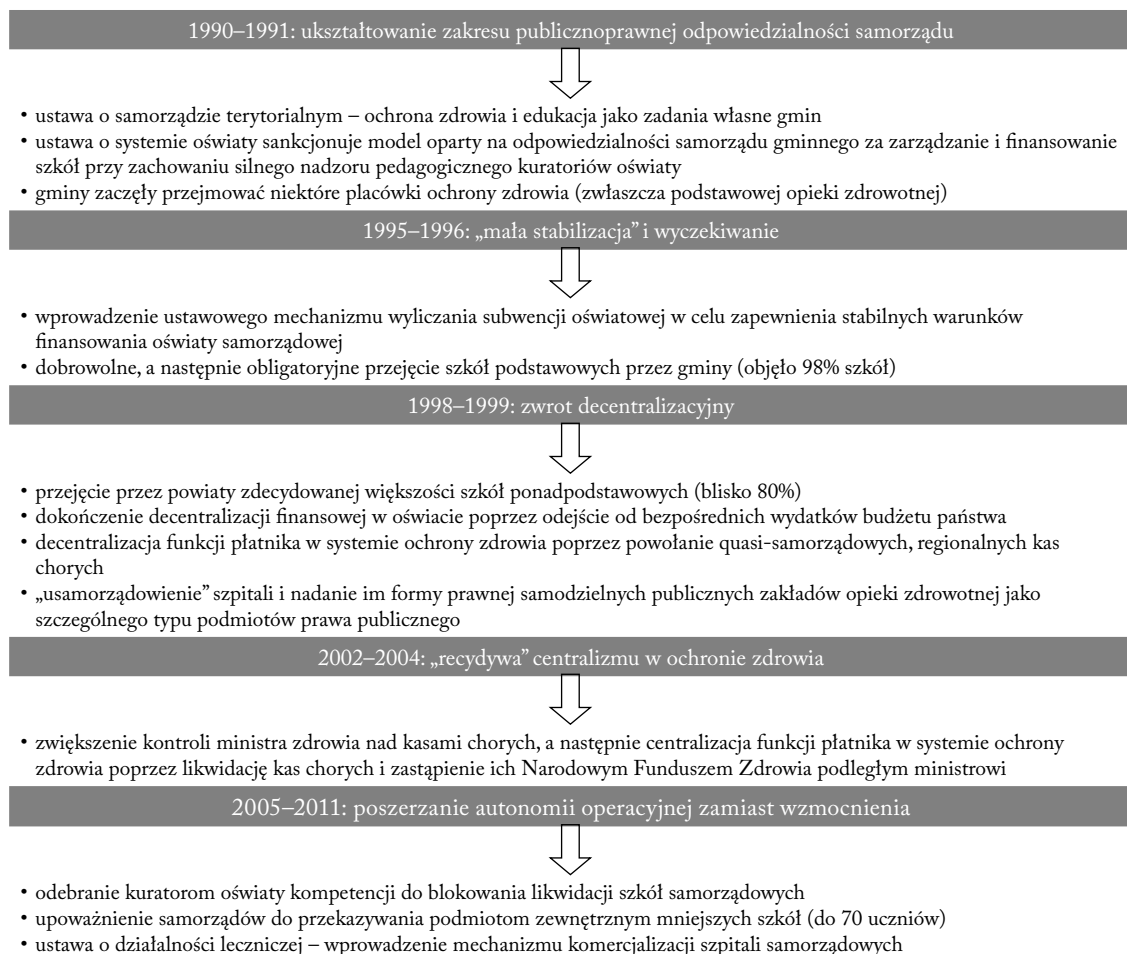 1990–1991: ukształtowanie zakresu publicznoprawnej odpowiedzialności samorządu
• ustawa o samorządzie terytorialnym – ochrona zdrowia i edukacja jako zadania własne gmin
• ustawa o systemie oświaty sankcjonuje model oparty na odpowiedzialności samorządu gminnego za zarządzanie i finansowanie
szkół przy zachowaniu silnego nadzoru pedagogicznego kuratoriów oświaty
• gminy zaczęły przejmować niektóre placówki ochrony zdrowia (zwłaszcza podstawowej opieki zdrowotnej)
1995–1996: „mała stabilizacja” i wyczekiwanie
• wprowadzenie ustawowego mechanizmu wyliczania subwencji oświatowej w celu zapewnienia stabilnych warunków
finansowania oświaty samorządowej
• dobrowolne, a następnie obligatoryjne przejęcie szkół podstawowych przez gminy (objęło 98% szkół)
1998–1999: zwrot decentralizacyjny
• przejęcie przez powiaty zdecydowanej większości szkół ponadpodstawowych (blisko 80%)
• dokończenie decentralizacji finansowej w oświacie poprzez odejście od bezpośrednich wydatków budżetu państwa
• decentralizacja funkcji płatnika w systemie ochrony zdrowia poprzez powołanie quasi-samorządowych, regionalnych kas
chorych
• „usamorządowienie” szpitali i nadanie im formy prawnej samodzielnych publicznych zakładów opieki zdrowotnej jako
szczególnego typu podmiotów prawa publicznego
2002–2004: „recydywa” centralizmu w ochronie zdrowia
• zwiększenie kontroli ministra zdrowia nad kasami chorych, a następnie centralizacja funkcji płatnika w systemie ochrony
zdrowia poprzez likwidację kas chorych i zastąpienie ich Narodowym Funduszem Zdrowia podległym ministrowi
2005–2011: poszerzanie autonomii operacyjnej zamiast wzmocnienia
• odebranie kuratorom oświaty kompetencji do blokowania likwidacji szkół samorządowych
• upoważnienie samorządów do przekazywania podmiotom zewnętrznym mniejszych szkół (do 70 uczniów)
• ustawa o działalności leczniczej – wprowadzenie mechanizmu komercjalizacji szpitali samorządowych